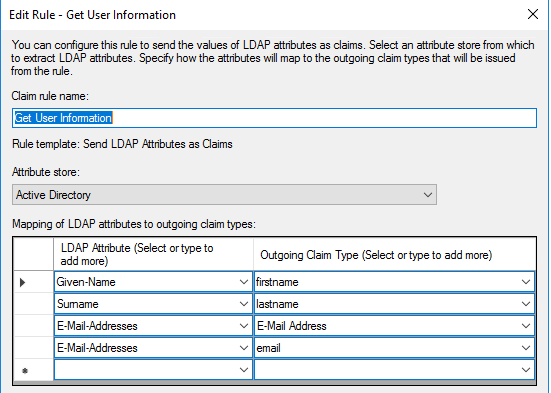 Edit Rule - Get User Information
You can configure this rule to send the values of LDAP attributes as claims. Select an attribute store from which
to extract LDAP attributes. Specify how the attributes will map to the outgoing claim types that will be issued
from the rule.
Claim rule name:
Get User Information
Rule template: Send LDAP Attributes as Claims
Attribute store:
Active Directory
Mapping of LDAP attributes to outgoing claim types:
LDAP Attribute (Select or type to
add more)
Outgoing Claim Type (Select or type to add more)
Given-Name firstname
Surname lastname
E-Mail-Addresses E-Mail Address
E-Mail-Addresses email